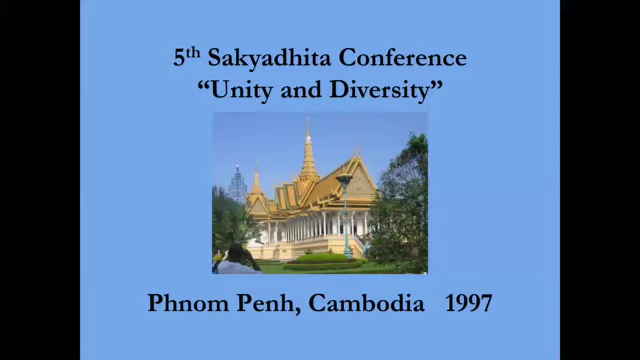 5th Sakyadhita Conference
“Unity and Diversity”
Phnom Penh, Cambodia 1997